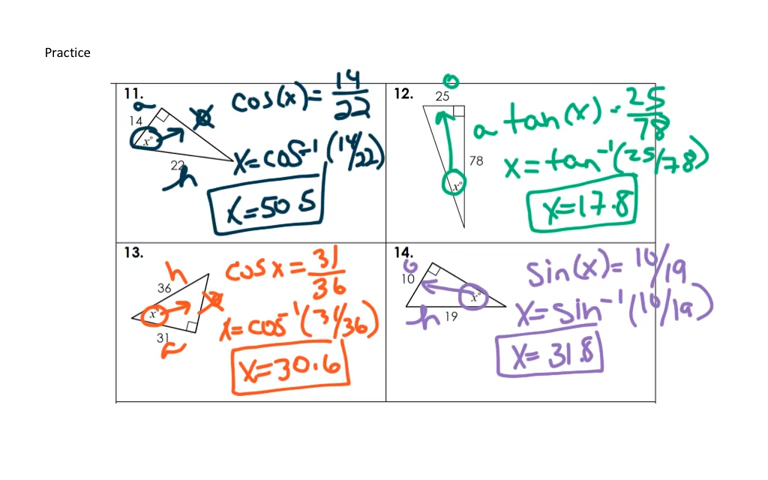 Practice
11.
a
14
x°
22
h
cos(x) = 14/22
x = cos⁻¹(14/22)
x = 50.5
12.
o
25
a
78
x°
tan(x) = 25/78
x = tan⁻¹(25/78)
x = 17.8
13.
h
36
x°
31
a
cos x = 31/36
x = cos⁻¹(31/36)
x = 30.6
14.
o
10
x°
h
19
sin(x) = 10/19
x = sin⁻¹(10/19)
x = 31.8